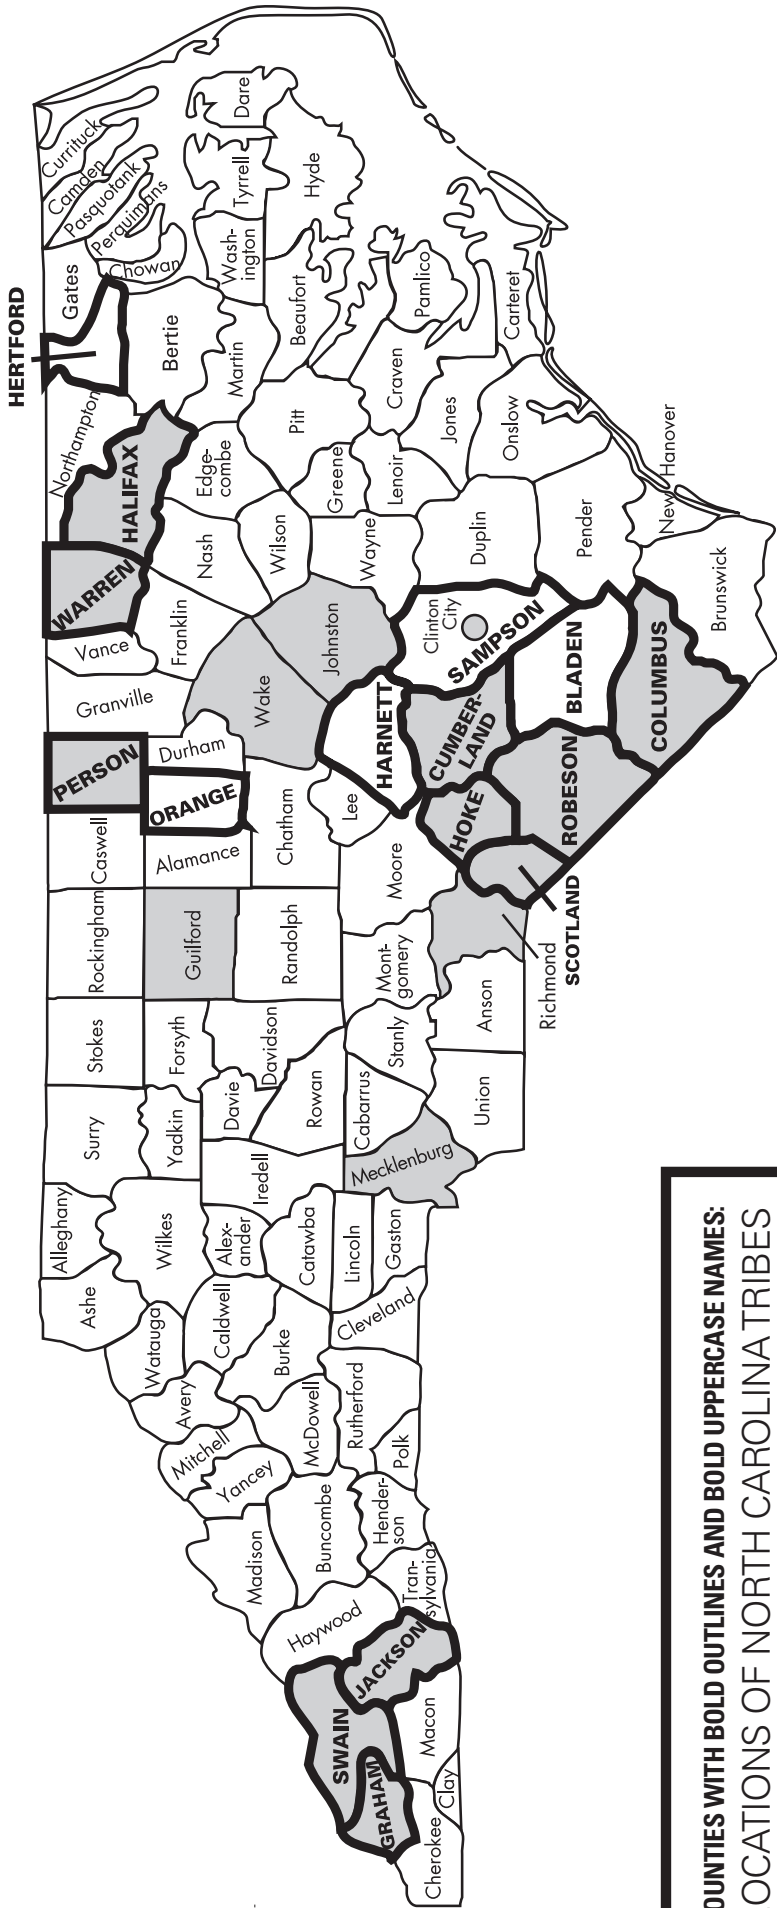 HERTFORD
Currituck
Camden
Pasquotank
Perquimans
Chowan
Gates
Northampton
HALIFAX
WARREN
Vance
Granville
PERSON
Caswell
Rockingham
Stokes
Surry
Alleghany
Ashe
Dare
Tyrrell
Wash-
ington
Bertie
Martin
Edge-
combe
Nash
Franklin
Wake
Durham
ORANGE
Alamance
Guilford
Forsyth
Yadkin
Wilkes
Watauga
Hyde
Beaufort
Pitt
Greene
Wilson
Wayne
Johnston
HARNETT
Lee
Chatham
Randolph
Davidson
Davie
Rowan
Iredell
Alex-
ander
Caldwell
Avery
Mitchell
Yancey
Madison
Catawba
Burke
McDowell
Buncombe
Haywood
SWAIN
GRAHAM
Pamlico
Craven
Lenoir
Jones
Carteret
Onslow
Duplin
Clinton
City
SAMPSON
CUMBER-
LAND
HOKE
Moore
Mont-
gomery
Stanly
Cabarrus
Mecklenburg
Lincoln
Gaston
Cleveland
Rutherford
Polk
Hender-
son
Tran-
sylvania
JACKSON
Macon
Clay
Cherokee
Pender
New Hanover
Brunswick
BLADEN
COLUMBUS
ROBESON
SCOTLAND
Richmond
Anson
Union
OUNTIES WITH BOLD OUTLINES AND BOLD UPPERCASE NAMES:
OCATIONS OF NORTH CAROLINA TRIBES